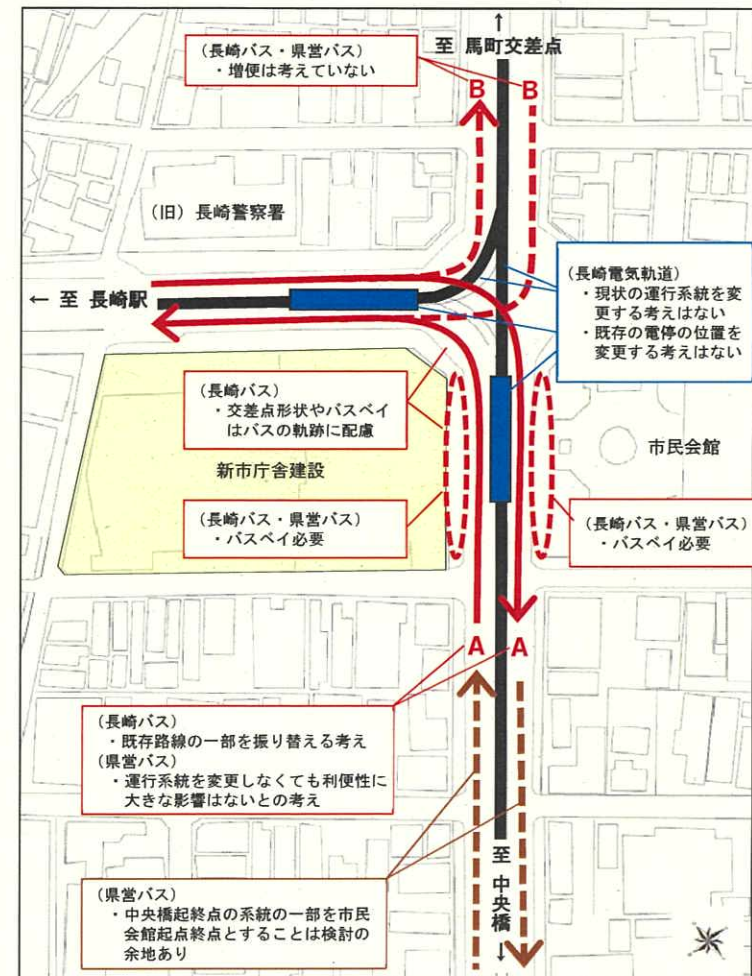 ↑
至 馬町交差点
(長崎バス・県営バス)
・増便は考えていない
B
B
(旧)長崎警察署
← 至 長崎駅
(長崎電気軌道)
・現状の運行系統を変
更する考えはない
・既存の電停の位置を
変更する考えはない
(長崎バス)
・交差点形状やバスベイ
はバスの軌跡に配慮
新市庁舎建設
市民会館
(長崎バス・県営バス)
・バスベイ必要
(長崎バス・県営バス)
・バスベイ必要
A
A
(長崎バス)
・既存路線の一部を振り替える考え
(県営バス)
・運行系統を変更しなくても利便性に
大きな影響はないとの考え
至 中央橋
↓
(県営バス)
・中央橋起終点の系統の一部を市民
会館起点終点とすることは検討の
余地あり